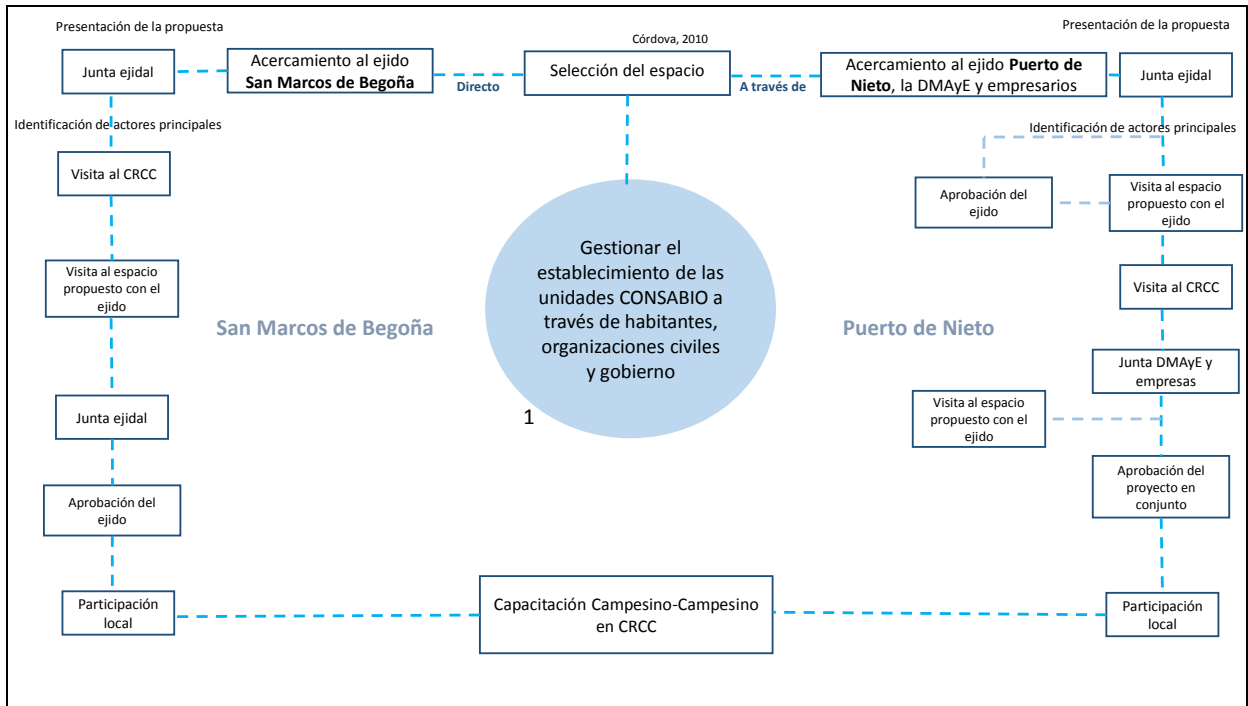 Presentación de la propuesta
Junta ejidal
Acercamiento al ejido
San Marcos de Begoña
Directo
Córdova, 2010
Selección del espacio
A través de
Acercamiento al ejido Puerto de
Nieto, la DMAyE y empresarios
Presentación de la propuesta
Junta ejidal
Identificación de actores principales
Visita al CRCC
Visita al espacio
propuesto con el
ejido
Junta ejidal
Aprobación del
ejido
Participación
local
San Marcos de Begoña
Gestionar el
establecimiento de las
unidades CONSABIO a
través de habitantes,
organizaciones civiles
y gobierno
1
Puerto de Nieto
Identificación de actores principales
Aprobación del
ejido
Visita al espacio
propuesto con el
ejido
Visita al CRCC
Junta DMAyE y
empresas
Visita al espacio
propuesto con el
ejido
Aprobación del
proyecto en
conjunto
Participación
local
Capacitación Campesino-Campesino
en CRCC